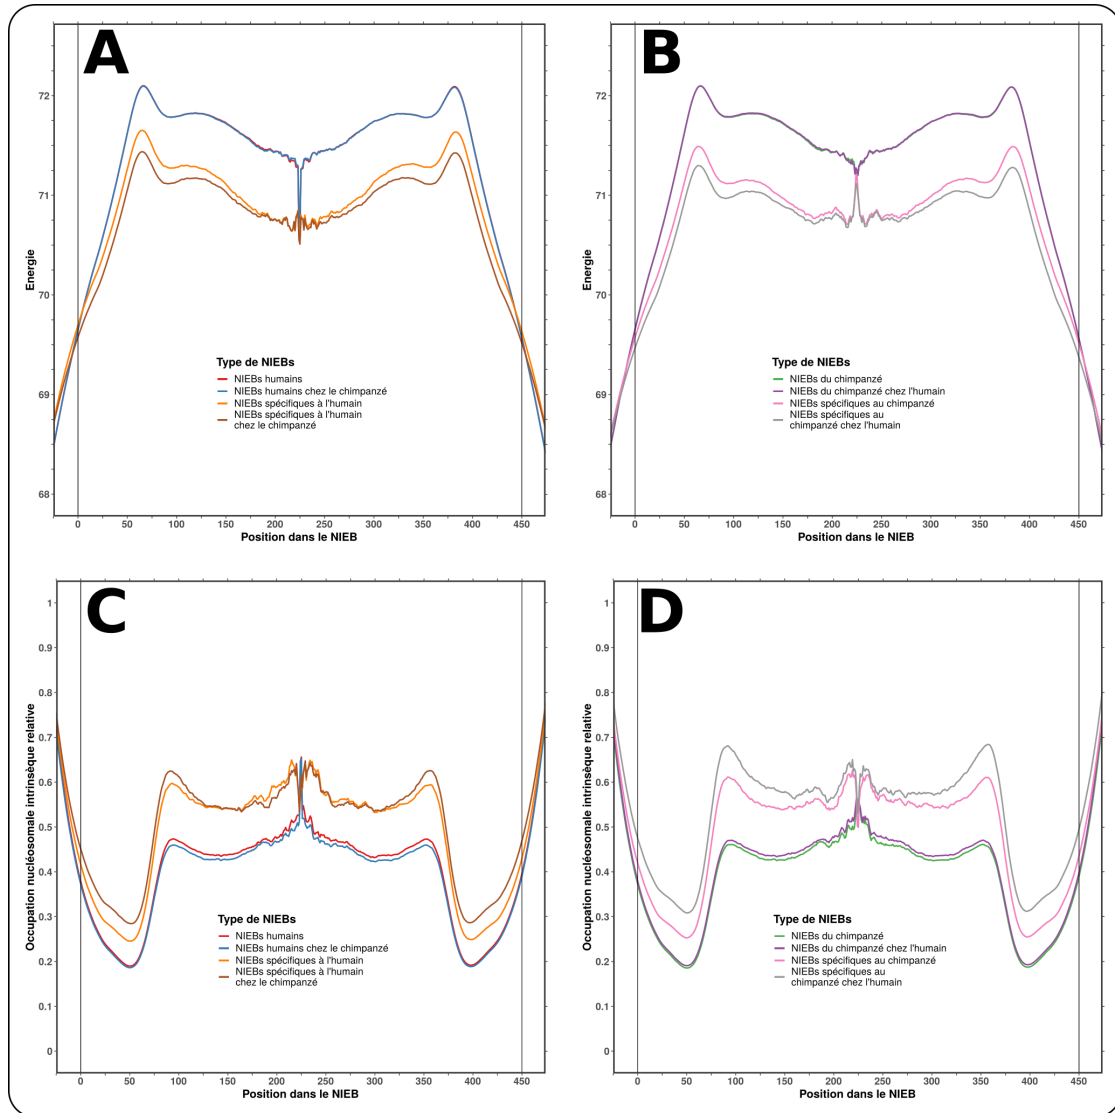 A
72
71
70
69
68
Energie
Type de NIEBs
NIEBs humains
NIEBs humains chez le chimpanzé
NIEBs spécifiques à l'humain
NIEBs spécifiques à l'humain
chez le chimpanzé
0 50 100 150 200 250 300 350 400 450
Position dans le NIEB
B
72
71
70
69
68
Energie
Type de NIEBs
NIEBs du chimpanzé
NIEBs du chimpanzé chez l'humain
NIEBs spécifiques au chimpanzé
NIEBs spécifiques au
chimpanzé chez l'humain
0 50 100 150 200 250 300 350 400 450
Position dans le NIEB
C
1
0.9
0.8
0.7
0.6
0.5
0.4
0.3
0.2
0.1
0
Occupation nucléosomale intrinsèque relative
Type de NIEBs
NIEBs humains
NIEBs humains chez le chimpanzé
NIEBs spécifiques à l'humain
NIEBs spécifiques à l'humain
chez le chimpanzé
0 50 100 150 200 250 300 350 400 450
Position dans le NIEB
D
1
0.9
0.8
0.7
0.6
0.5
0.4
0.3
0.2
0.1
0
Occupation nucléosomale intrinsèque relative
Type de NIEBs
NIEBs du chimpanzé
NIEBs du chimpanzé chez l'humain
NIEBs spécifiques au chimpanzé
NIEBs spécifiques au
chimpanzé chez l'humain
0 50 100 150 200 250 300 350 400 450
Position dans le NIEB